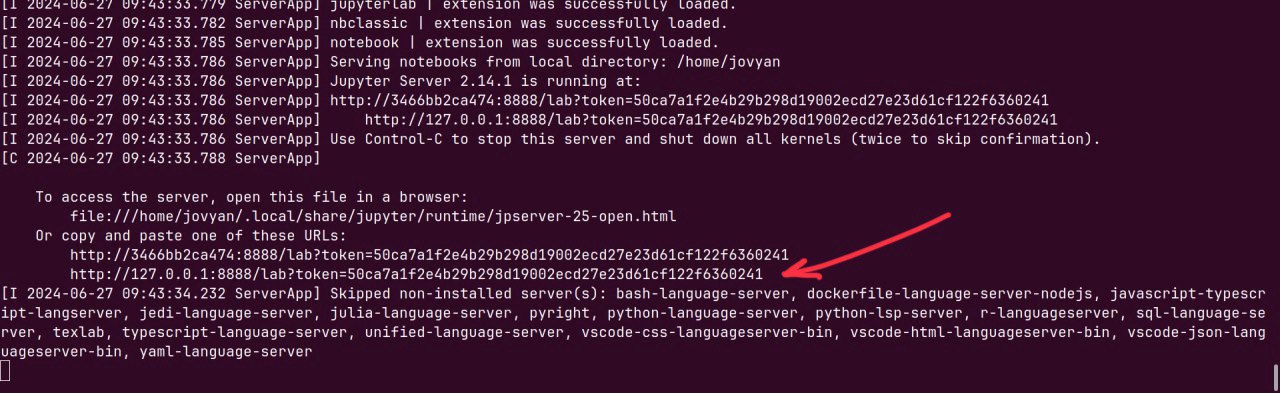 [I 2024-06-27 09:43:33.779 ServerApp] jupyterlab | extension was successfully loaded.
[I 2024-06-27 09:43:33.782 ServerApp] nbclassic | extension was successfully loaded.
[I 2024-06-27 09:43:33.785 ServerApp] notebook | extension was successfully loaded.
[I 2024-06-27 09:43:33.786 ServerApp] Serving notebooks from local directory: /home/jovyan
[I 2024-06-27 09:43:33.786 ServerApp] Jupyter Server 2.14.1 is running at:
[I 2024-06-27 09:43:33.786 ServerApp] http://3466bb2ca474:8888/lab?token=50ca7a1f2e4b29b298d19002ecd27e23d61cf122f6360241
[I 2024-06-27 09:43:33.786 ServerApp]     http://127.0.0.1:8888/lab?token=50ca7a1f2e4b29b298d19002ecd27e23d61cf122f6360241
[I 2024-06-27 09:43:33.786 ServerApp] Use Control-C to stop this server and shut down all kernels (twice to skip confirmation).
[C 2024-06-27 09:43:33.788 ServerApp]
    To access the server, open this file in a browser:
        file:///home/jovyan/.local/share/jupyter/runtime/jpserver-25-open.html
    Or copy and paste one of these URLs:
        http://3466bb2ca474:8888/lab?token=50ca7a1f2e4b29b298d19002ecd27e23d61cf122f6360241
        http://127.0.0.1:8888/lab?token=50ca7a1f2e4b29b298d19002ecd27e23d61cf122f6360241
[I 2024-06-27 09:43:34.232 ServerApp] Skipped non-installed server(s): bash-language-server, dockerfile-language-server-nodejs, javascript-typescr
ipt-langserver, jedi-language-server, julia-language-server, pyright, python-language-server, python-lsp-server, r-languageserver, sql-language-se
rver, texlab, typescript-language-server, unified-language-server, vscode-css-languageserver-bin, vscode-html-languageserver-bin, vscode-json-lang
uageserver-bin, yaml-language-server